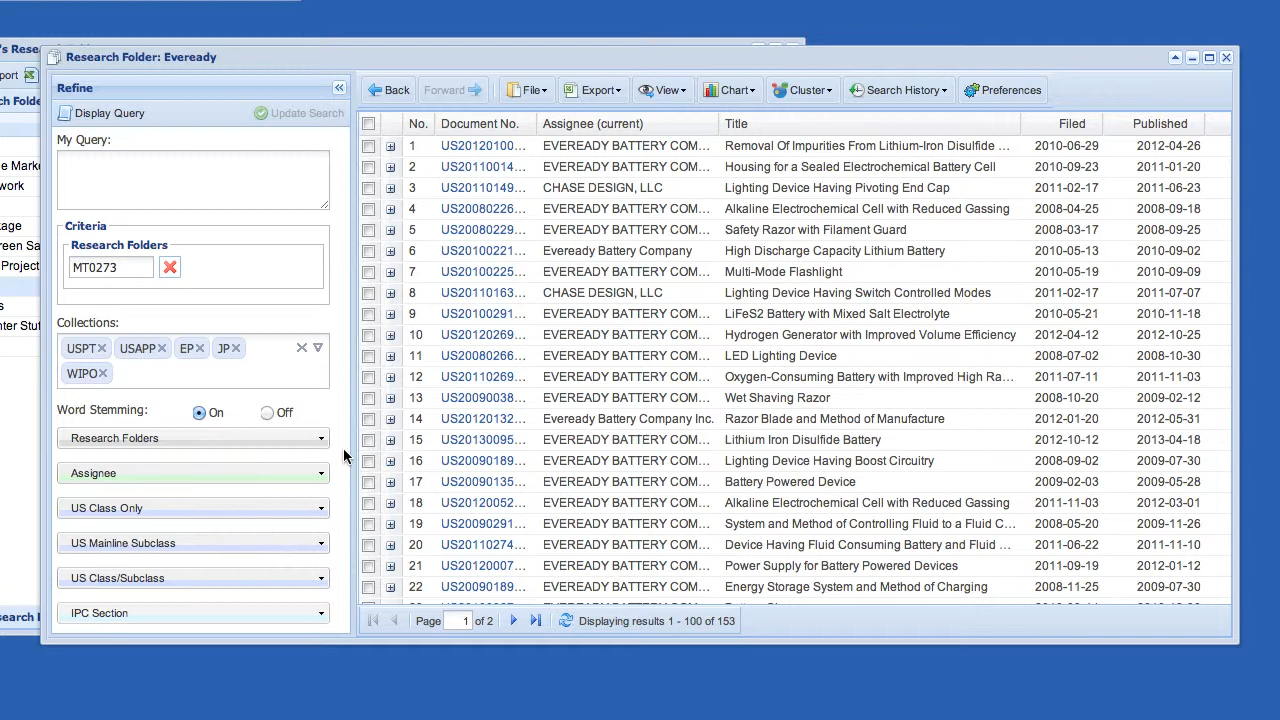 's Resea
port
h Folde
e Marke
work
kage
een Sa
Project
s
nter Stuf
search F
Research Folder: Eveready
Refine
Display Query Update Search
My Query:
Criteria
Research Folders
MT0273
Collections:
USPT USAPP EP JP
WIPO
Word Stemming: On Off
Research Folders
Assignee
US Class Only
US Mainline Subclass
US Class/Subclass
IPC Section
Back Forward File Export View Chart Cluster Search History Preferences
No. Document No. Assignee (current) Title Filed Published
1 US20120100... EVEREADY BATTERY COM... Removal Of Impurities From Lithium-Iron Disulfide ... 2010-06-29 2012-04-26
2 US20110014... EVEREADY BATTERY COM... Housing for a Sealed Electrochemical Battery Cell 2010-09-23 2011-01-20
3 US20110149... CHASE DESIGN, LLC Lighting Device Having Pivoting End Cap 2011-02-17 2011-06-23
4 US20080226... EVEREADY BATTERY COM... Alkaline Electrochemical Cell with Reduced Gassing 2008-04-25 2008-09-18
5 US20080229... EVEREADY BATTERY COM... Safety Razor with Filament Guard 2008-03-17 2008-09-25
6 US20100221... Eveready Battery Company High Discharge Capacity Lithium Battery 2010-05-13 2010-09-02
7 US20100225... EVEREADY BATTERY COM... Multi-Mode Flashlight 2010-05-19 2010-09-09
8 US20110163... CHASE DESIGN, LLC Lighting Device Having Switch Controlled Modes 2011-02-17 2011-07-07
9 US20100291... EVEREADY BATTERY COM... LiFeS2 Battery with Mixed Salt Electrolyte 2010-05-21 2010-11-18
10 US20120269... EVEREADY BATTERY COM... Hydrogen Generator with Improved Volume Efficiency 2012-04-12 2012-10-25
11 US20080266... EVEREADY BATTERY COM... LED Lighting Device 2008-07-02 2008-10-30
12 US20110269... EVEREADY BATTERY COM... Oxygen-Consuming Battery with Improved High Ra... 2011-07-11 2011-11-03
13 US20090038... EVEREADY BATTERY COM... Wet Shaving Razor 2008-10-20 2009-02-12
14 US20120132... Eveready Battery Company Inc. Razor Blade and Method of Manufacture 2012-01-20 2012-05-31
15 US20130095... EVEREADY BATTERY COM... Lithium Iron Disulfide Battery 2012-10-12 2013-04-18
16 US20090189... EVEREADY BATTERY COM... Lighting Device Having Boost Circuitry 2008-09-02 2009-07-30
17 US20090135... EVEREADY BATTERY COM... Battery Powered Device 2009-02-03 2009-05-28
18 US20120052... EVEREADY BATTERY COM... Alkaline Electrochemical Cell with Reduced Gassing 2011-11-03 2012-03-01
19 US20090291... EVEREADY BATTERY COM... System and Method of Controlling Fluid to a Fluid C... 2008-05-20 2009-11-26
20 US20110274... EVEREADY BATTERY COM... Device Having Fluid Consuming Battery and Fluid ... 2011-06-22 2011-11-10
21 US20120007... EVEREADY BATTERY COM... Power Supply for Battery Powered Devices 2011-09-19 2012-01-12
22 US20090189... EVEREADY BATTERY COM... Energy Storage System and Method of Charging 2008-11-25 2009-07-30
Page 1 of 2 Displaying results 1 - 100 of 153